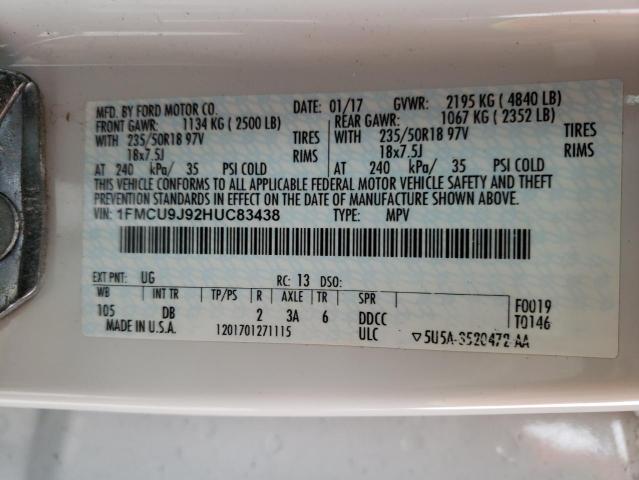 MFD. BY FORD MOTOR CO.
DATE: 01/17 GVWR: 2195 KG ( 4840 LB)
FRONT GAWR: 1134 KG ( 2500 LB) REAR GAWR: 1067 KG ( 2352 LB)
WITH 235/50R18 97V TIRES WITH 235/50R18 97V TIRES
18x7.5J RIMS 18x7.5J RIMS
AT 240 kPa/ 35 PSI COLD AT 240 kPa/ 35 PSI COLD
THIS VEHICLE CONFORMS TO ALL APPLICABLE FEDERAL MOTOR VEHICLE SAFETY AND THEFT
PREVENTION STANDARDS IN EFFECT ON THE DATE OF MANUFACTURE SHOWN ABOVE.
VIN: 1FMCU9J92HUC83438 TYPE: MPV
EXT PNT: UG RC: 13 DSO:
WB INT TR TP/PS R AXLE TR SPR F0019
105 DB 2 3A 6 DDCC T0146
MADE IN U.S.A. 1201701271115 ULC ▽5U5A-3520472-AA